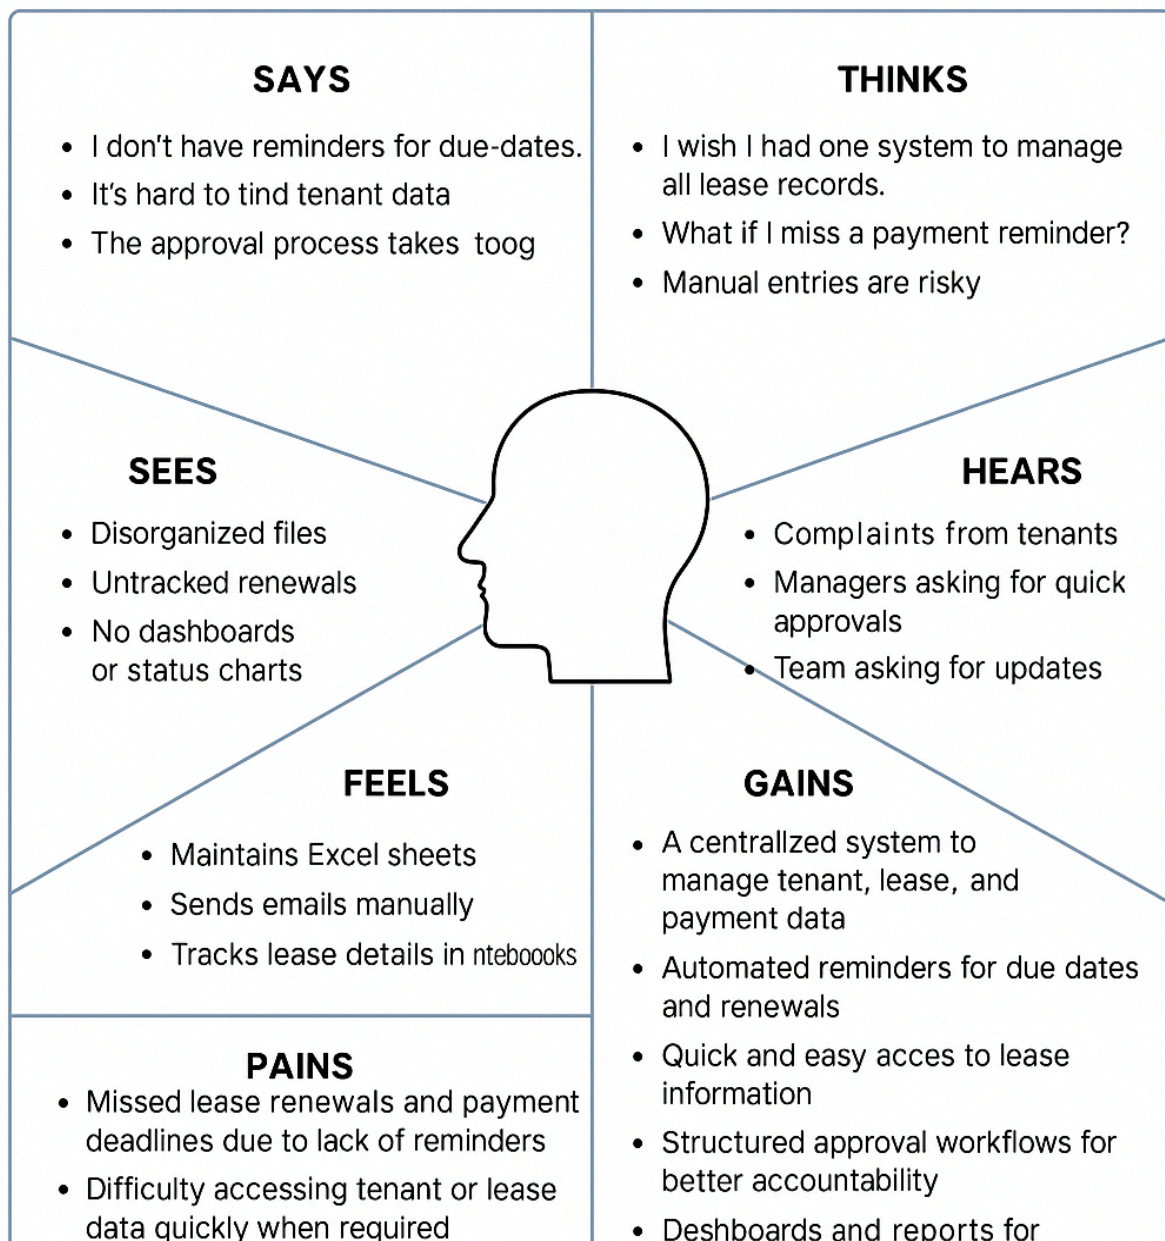 SAYS
• I don't have reminders for due-dates.
• It's hard to tind tenant data
• The approval process takes toog
THINKS
• I wish I had one system to manage
all lease records.
• What if I miss a payment reminder?
• Manual entries are risky
SEES
• Disorganized files
• Untracked renewals
• No dashboards
or status charts
HEARS
• Complaints from tenants
• Managers asking for quick
approvals
• Team asking for updates
FEELS
• Maintains Excel sheets
• Sends emails manually
• Tracks lease details in nteboooks
GAINS
• A centralized system to
manage tenant, lease, and
payment data
• Automated reminders for due dates
and renewals
• Quick and easy acces to lease
information
• Structured approval workflows for
better accountability
• Deshboards and reports for
PAINS
• Missed lease renewals and payment
deadlines due to lack of reminders
• Difficulty accessing tenant or lease
data quickly when required